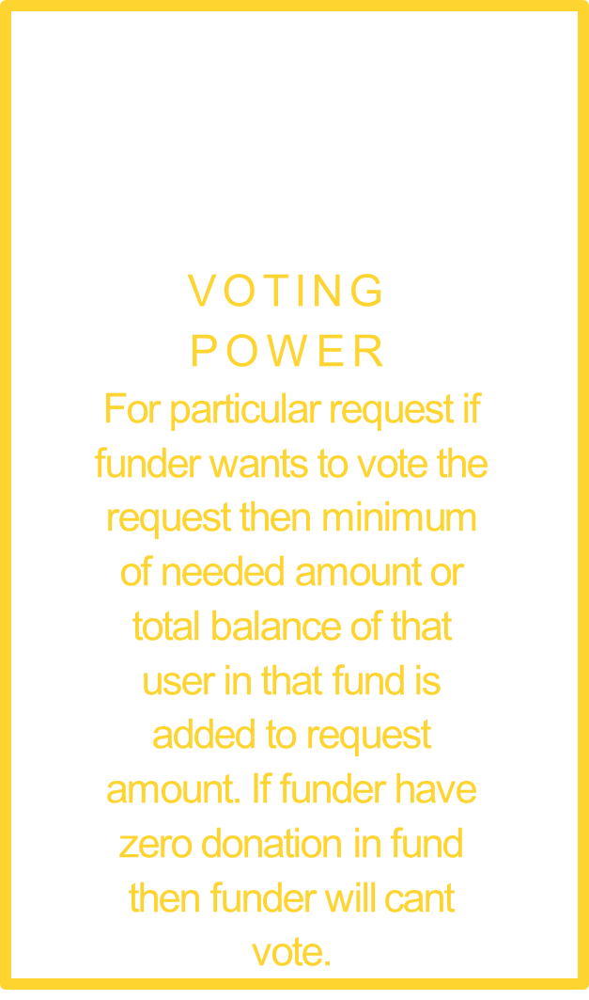 VOTING
POWER
For particular request if
funder wants to vote the
request then minimum
of needed amount or
total balance of that
user in that fund is
added to request
amount. If funder have
zero donation in fund
then funder will cant
vote.